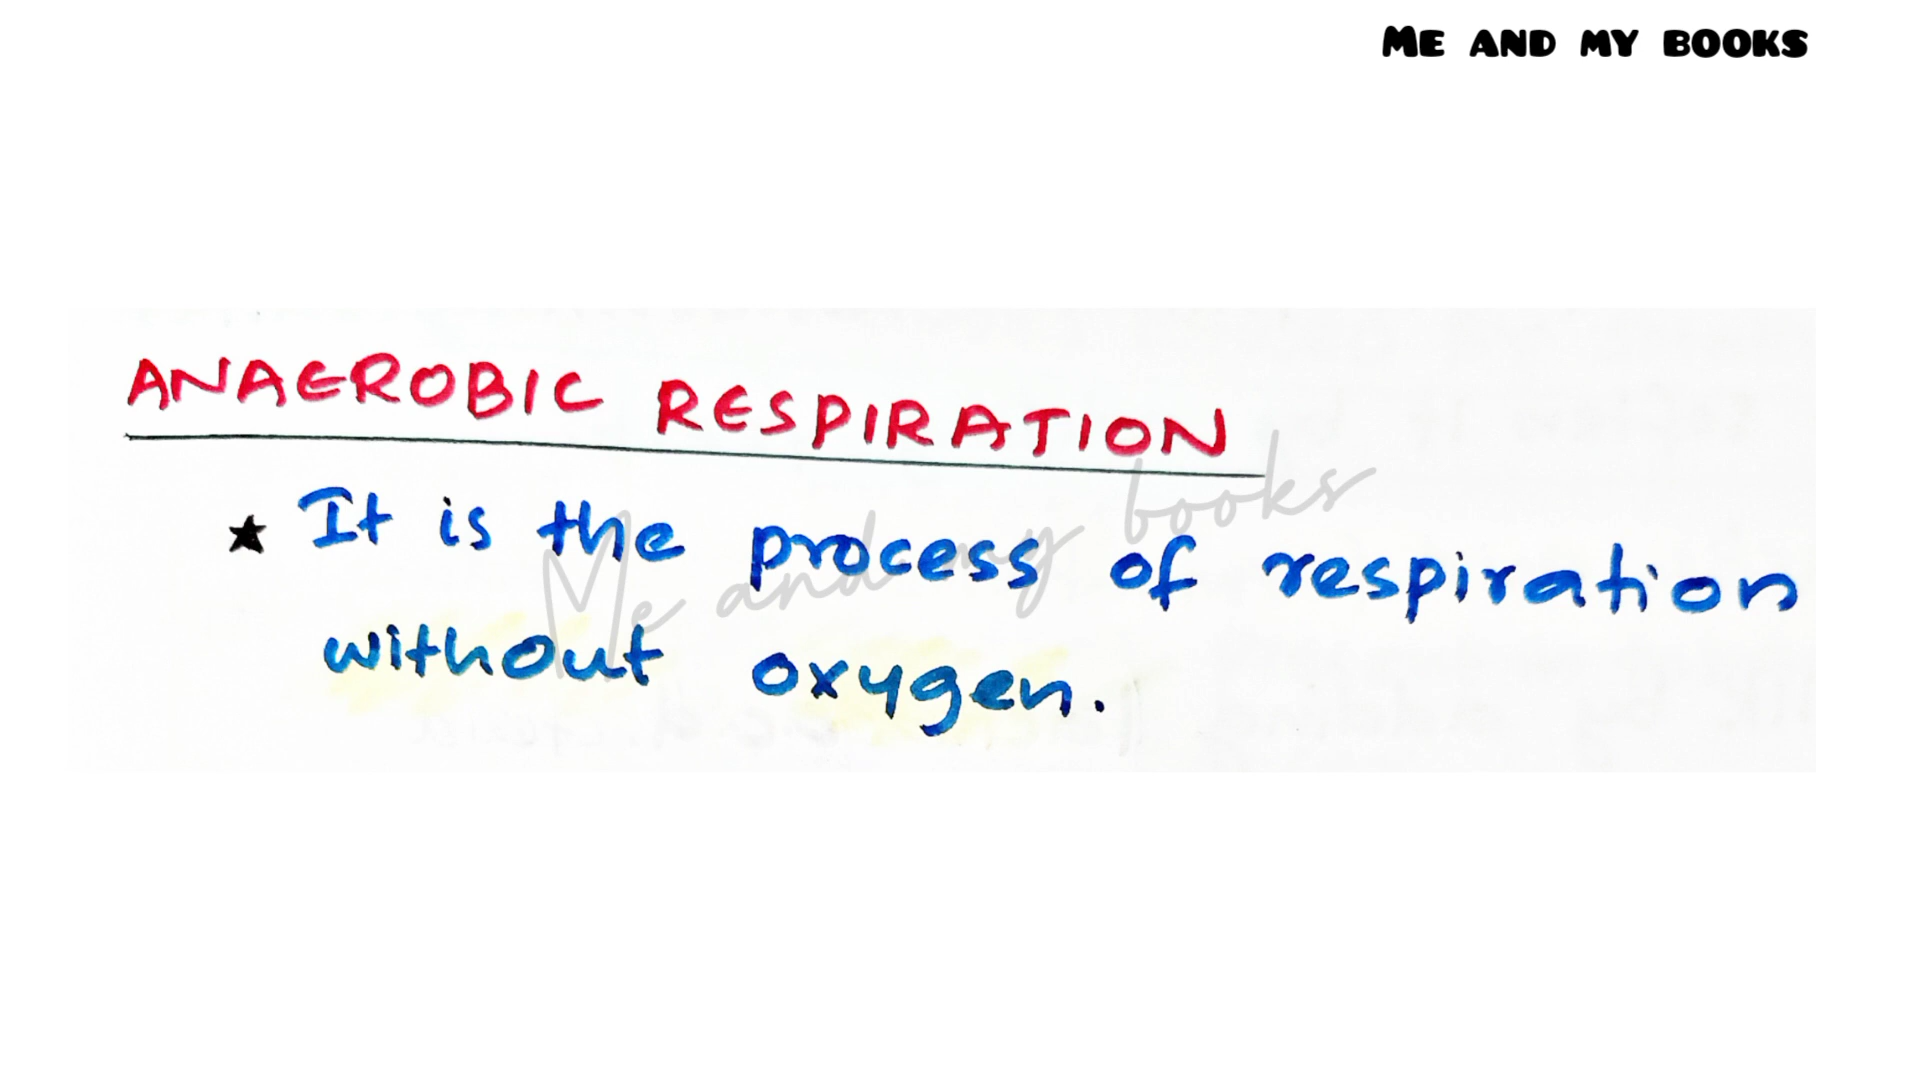 ME AND MY BOOKS
ANAEROBIC RESPIRATION
★ It is the process of respiration
without oxygen.
Me and my books